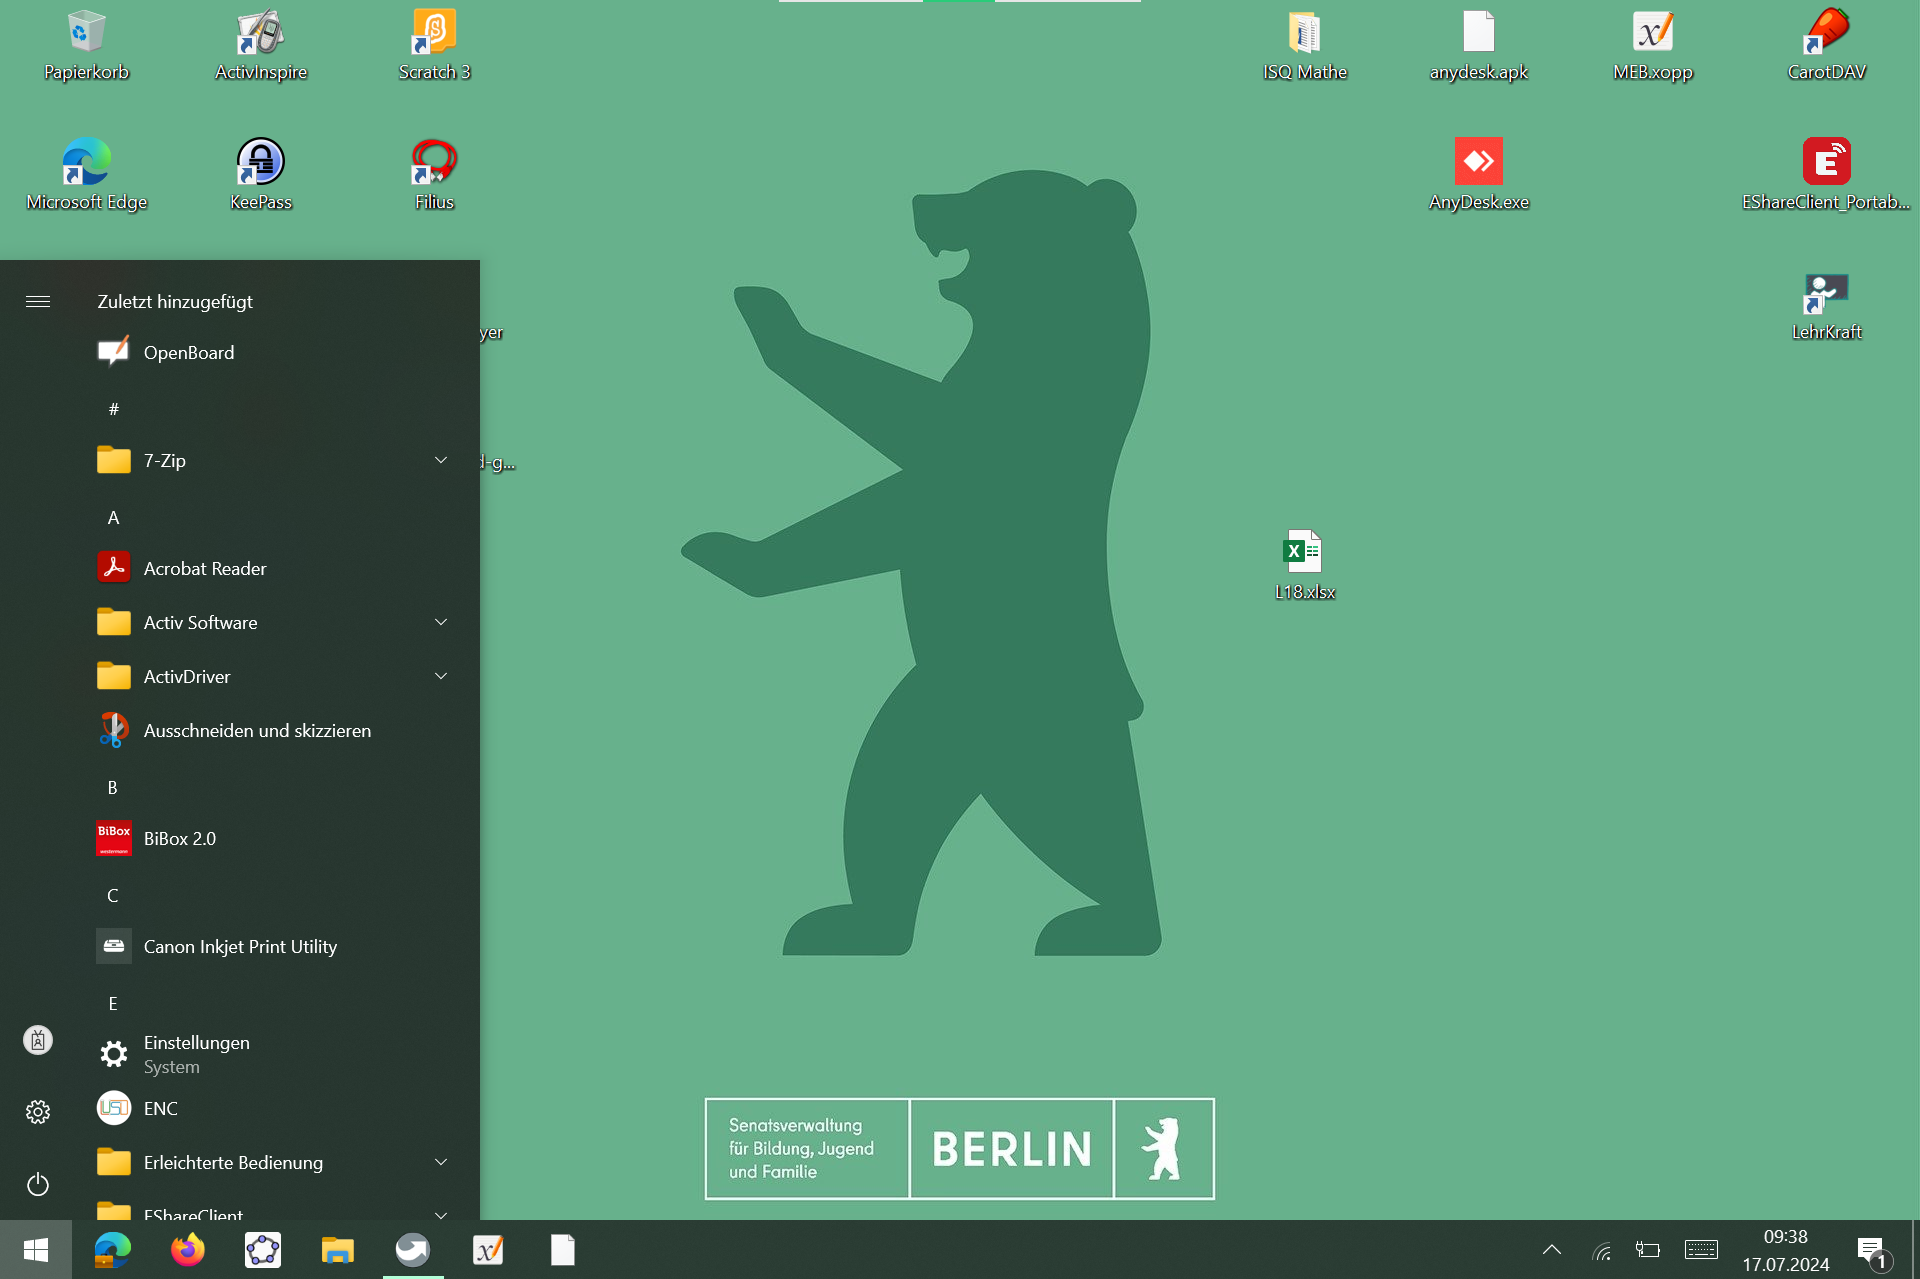 Papierkorb
ActivInspire
Scratch 3
ISQ Mathe
anydesk.apk
MEB.xopp
CarotDAV
Microsoft Edge
KeePass
Filius
AnyDesk.exe
EShareClient_Portab...
LehrKraft
yer
d-g...
L18.xlsx
Zuletzt hinzugefügt
OpenBoard
#
7-Zip
A
Acrobat Reader
Activ Software
ActivDriver
Ausschneiden und skizzieren
B
BiBox
westermann
BiBox 2.0
C
Canon Inkjet Print Utility
E
Einstellungen
System
ENC
Erleichterte Bedienung
EShareClient
Senatsverwaltung
für Bildung, Jugend
und Familie
BERLIN
09:38
17.07.2024
1